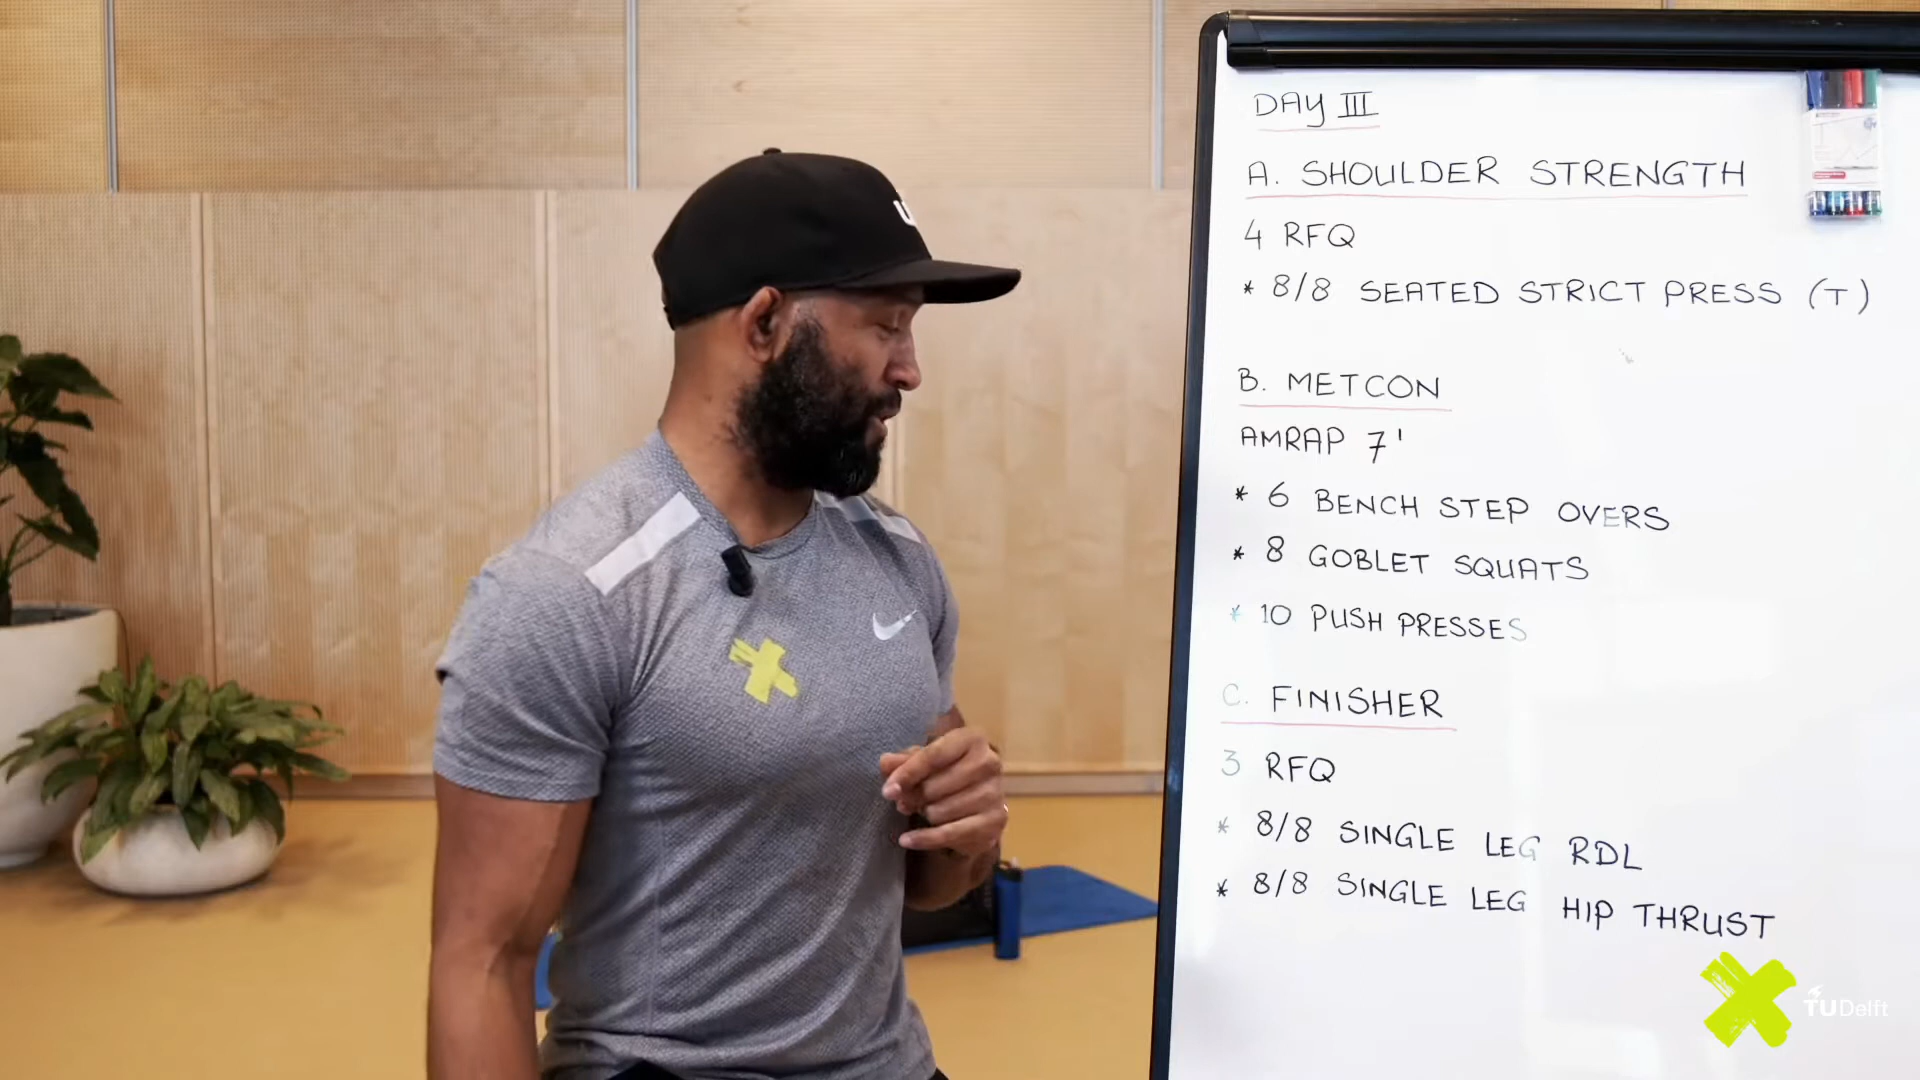 DAY III
A. SHOULDER STRENGTH
4 RFQ
* 8/8 SEATED STRICT PRESS (T)
B. METCON
AMRAP 7'
* 6 BENCH STEP OVERS
* 8 GOBLET SQUATS
* 10 PUSH PRESSES
C. FINISHER
3 RFQ
* 8/8 SINGLE LEG RDL
* 8/8 SINGLE LEG HIP THRUST
TUDelft